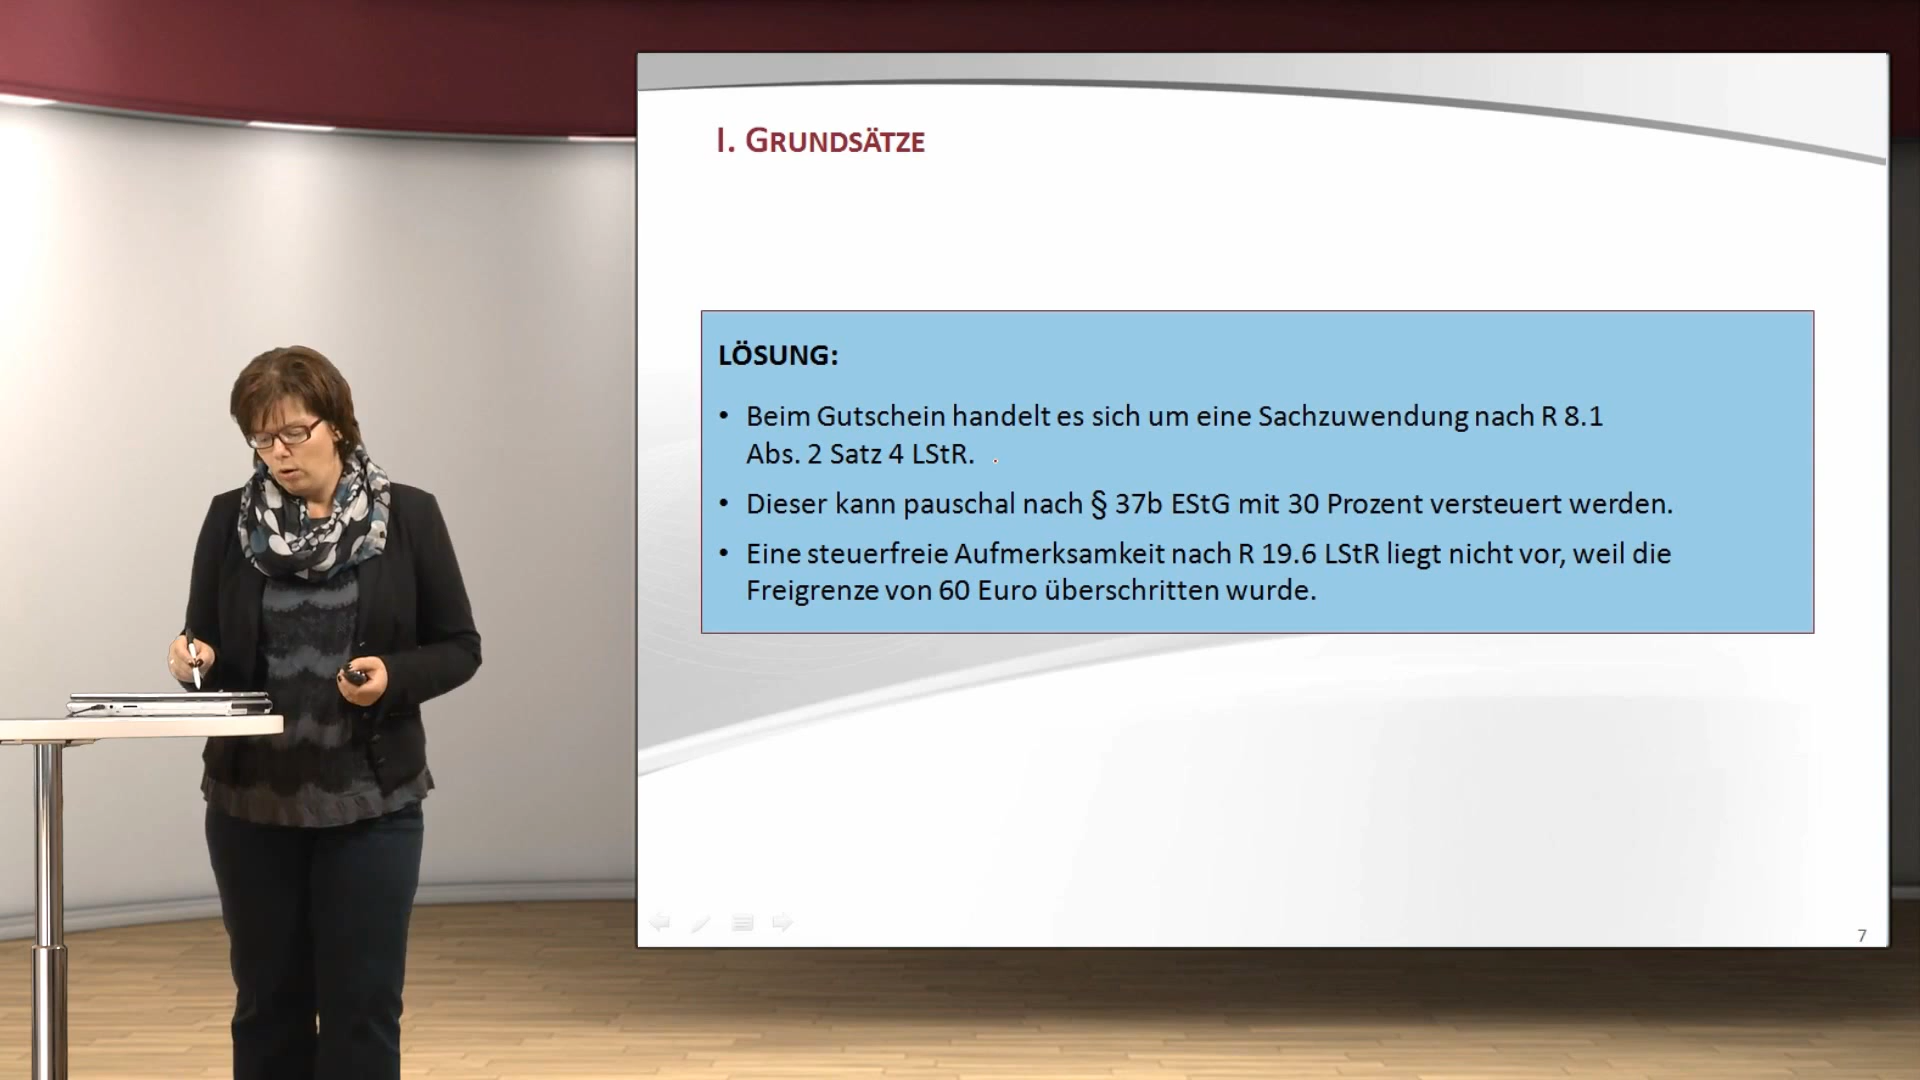 I. GRUNDSÄTZE
LÖSUNG:
• Beim Gutschein handelt es sich um eine Sachzuwendung nach R 8.1
Abs. 2 Satz 4 LStR.
• Dieser kann pauschal nach § 37b EStG mit 30 Prozent versteuert werden.
• Eine steuerfreie Aufmerksamkeit nach R 19.6 LStR liegt nicht vor, weil die
Freigrenze von 60 Euro überschritten wurde.
7